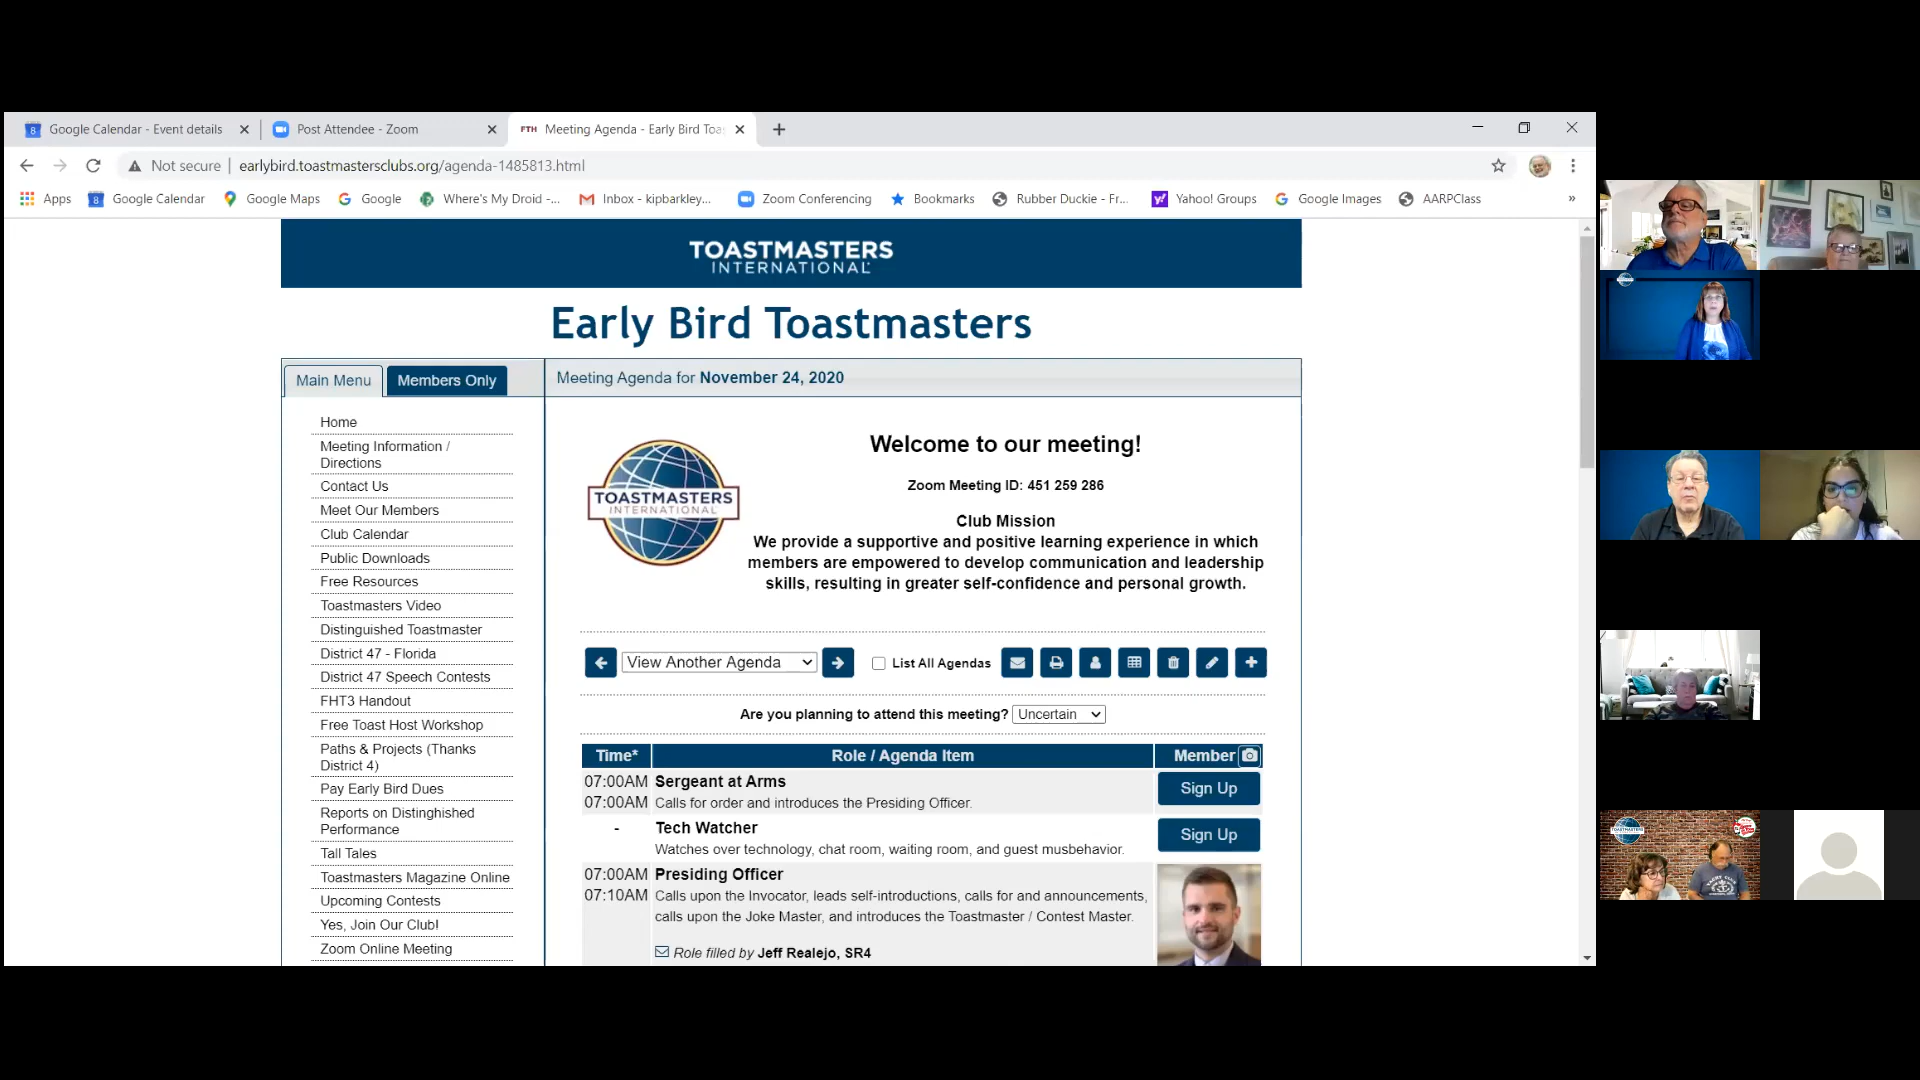 Google Calendar - Event details
Post Attendee - Zoom
FTH Meeting Agenda - Early Bird Toa
Not secure | earlybird.toastmastersclubs.org/agenda-1485813.html
Apps
8 Google Calendar
Google Maps
Google
Where's My Droid -...
Inbox - kipbarkley...
Zoom Conferencing
Bookmarks
Rubber Duckie - Fr...
Yahoo! Groups
Google Images
AARPClass
»
TOASTMASTERS
INTERNATIONAL
Early Bird Toastmasters
Main Menu
Members Only
Meeting Agenda for November 24, 2020
Home
Meeting Information /
Directions
Contact Us
Meet Our Members
Club Calendar
Public Downloads
Free Resources
Toastmasters Video
Distinguished Toastmaster
District 47 - Florida
District 47 Speech Contests
FHT3 Handout
Free Toast Host Workshop
Paths & Projects (Thanks
District 4)
Pay Early Bird Dues
Reports on Distinghished
Performance
Tall Tales
Toastmasters Magazine Online
Upcoming Contests
Yes, Join Our Club!
Zoom Online Meeting
TOASTMASTERS
INTERNATIONAL
Welcome to our meeting!
Zoom Meeting ID: 451 259 286
Club Mission
We provide a supportive and positive learning experience in which
members are empowered to develop communication and leadership
skills, resulting in greater self-confidence and personal growth.
View Another Agenda
List All Agendas
Are you planning to attend this meeting? Uncertain
Time* Role / Agenda Item Member
07:00AM Sergeant at Arms
Sign Up
07:00AM Calls for order and introduces the Presiding Officer.
- Tech Watcher
Sign Up
Watches over technology, chat room, waiting room, and guest musbehavior.
07:00AM Presiding Officer
07:10AM Calls upon the Invocator, leads self-introductions, calls for and announcements,
calls upon the Joke Master, and introduces the Toastmaster / Contest Master.
Role filled by Jeff Realejo, SR4
TOASTMASTERS